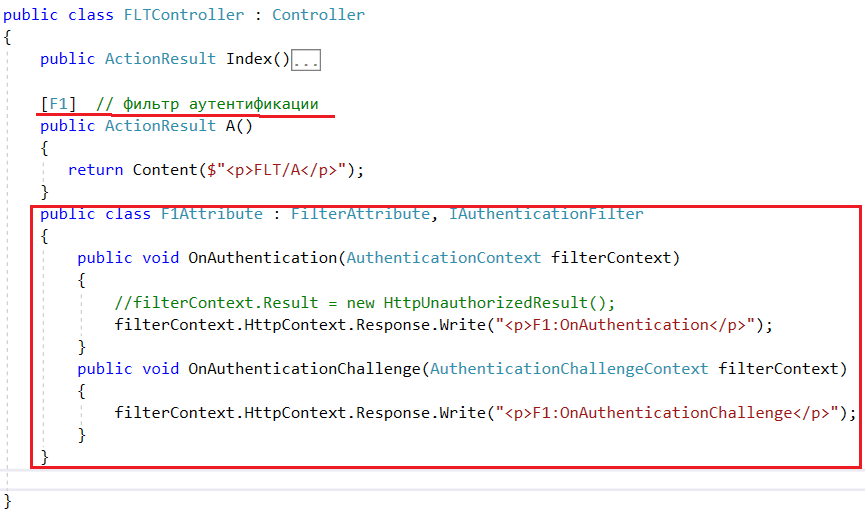 public class FLTController : Controller
{
public ActionResult Index()...
[F1] // фильтр аутентификации
public ActionResult A()
{
return Content($"<p>FLT/A</p>");
}
public class F1Attribute : FilterAttribute, IAuthenticationFilter
{
public void OnAuthentication(AuthenticationContext filterContext)
{
//filterContext.Result = new HttpUnauthorizedResult();
filterContext.HttpContext.Response.Write("<p>F1:OnAuthentication</p>");
}
public void OnAuthenticationChallenge(AuthenticationChallengeContext filterContext)
{
filterContext.HttpContext.Response.Write("<p>F1:OnAuthenticationChallenge</p>");
}
}
}